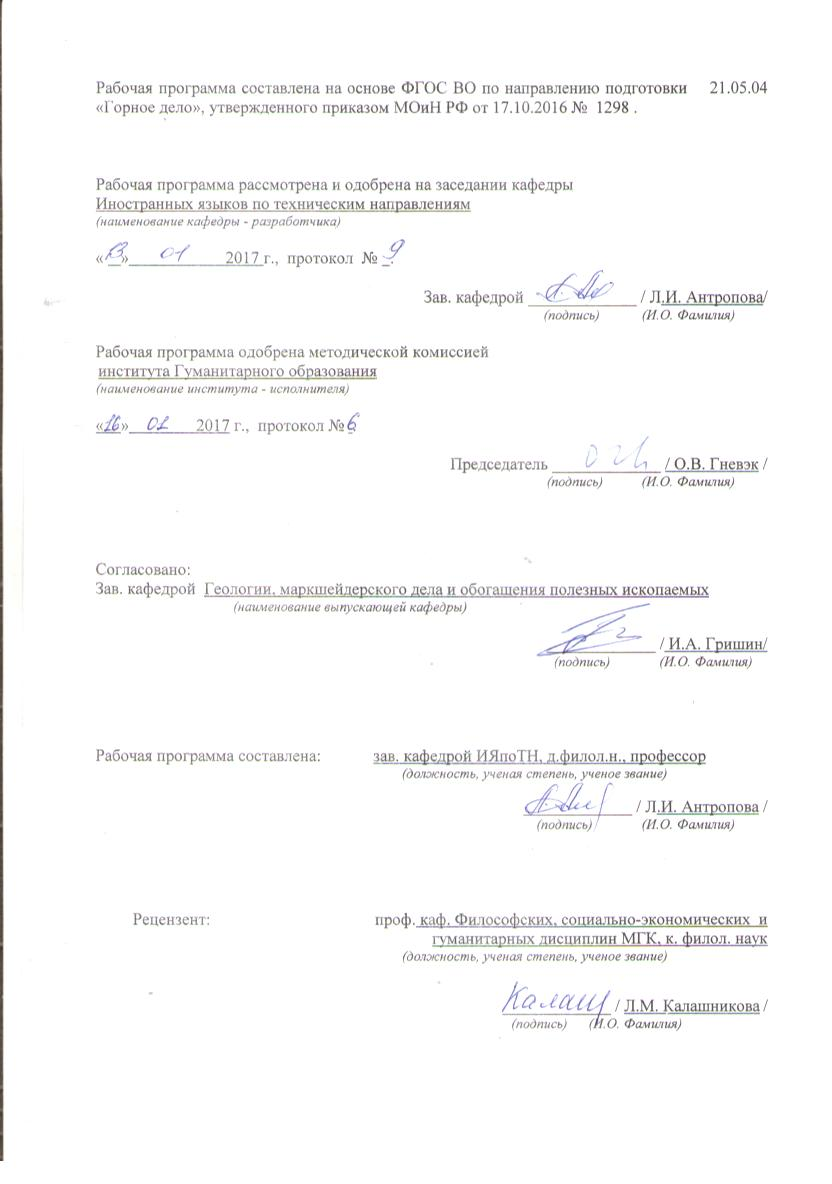 Рабочая программа составлена на основе ФГОС ВО по направлению подготовки 21.05.04
«Горное дело», утвержденного приказом МОиН РФ от 17.10.2016 № 1298 .
Рабочая программа рассмотрена и одобрена на заседании кафедры
Иностранных языков по техническим направлениям
(наименование кафедры - разработчика)
«13» 01 2017 г., протокол № 9.
Зав. кафедрой / Л.И. Антропова/
(подпись) (И.О. Фамилия)
Рабочая программа одобрена методической комиссией
института Гуманитарного образования
(наименование института - исполнителя)
«16» 01 2017 г., протокол № 6
Председатель / О.В. Гневэк /
(подпись) (И.О. Фамилия)
Согласовано:
Зав. кафедрой Геологии, маркшейдерского дела и обогащения полезных ископаемых
(наименование выпускающей кафедры)
/ И.А. Гришин/
(подпись) (И.О. Фамилия)
Рабочая программа составлена: зав. кафедрой ИЯпоТН, д.филол.н., профессор
(должность, ученая степень, ученое звание)
/ Л.И. Антропова /
(подпись) (И.О. Фамилия)
Рецензент: проф. каф. Философских, социально-экономических и
гуманитарных дисциплин МГК, к. филол. наук
(должность, ученая степень, ученое звание)
Калаш / Л.М. Калашникова /
(подпись) (И.О. Фамилия)